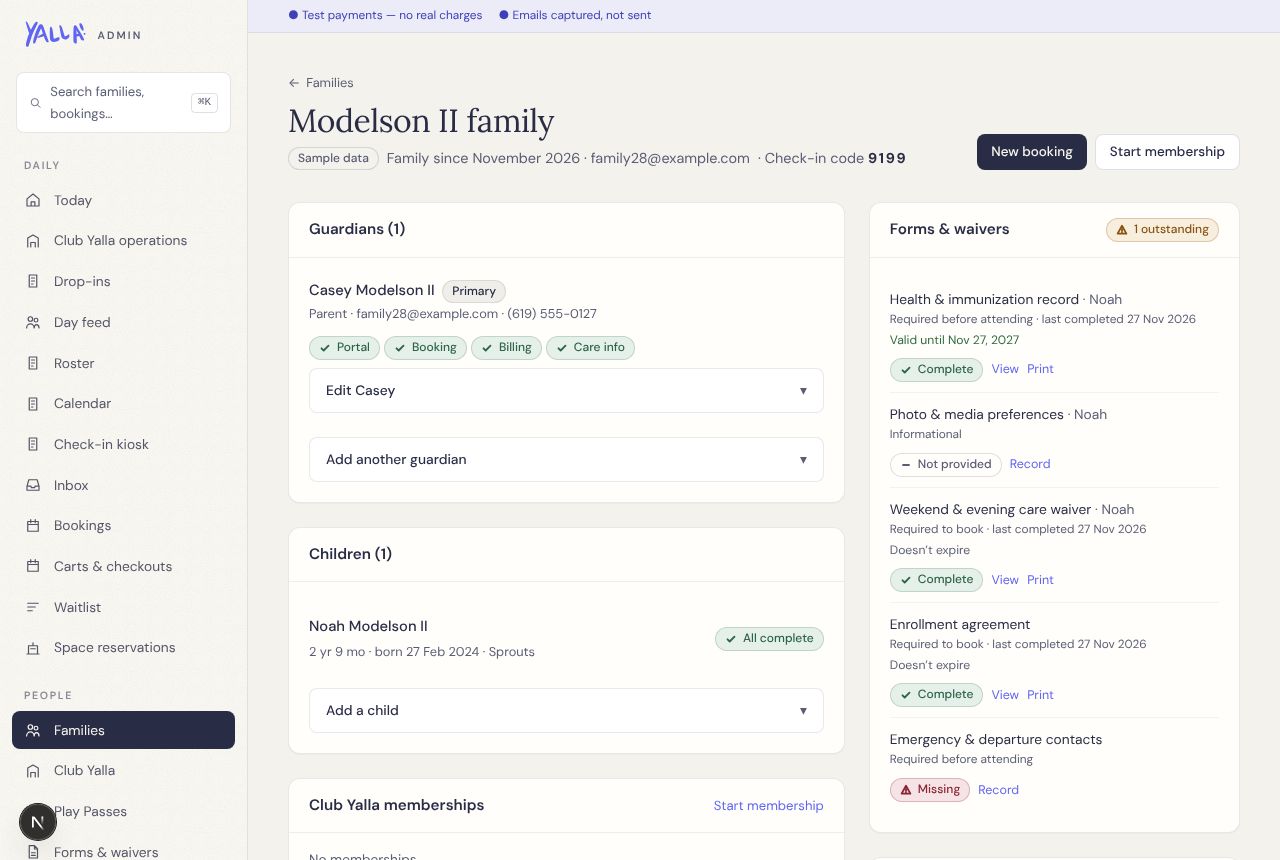 YALLA ADMIN
Search families, bookings… ⌘K
DAILY
Today
Club Yalla operations
Drop-ins
Day feed
Roster
Calendar
Check-in kiosk
Inbox
Bookings
Carts & checkouts
Waitlist
Space reservations
PEOPLE
Families
Club Yalla
Play Passes
Forms & waivers
N
Test payments — no real charges
Emails captured, not sent
← Families
Modelson II family
Sample data Family since November 2026 · family28@example.com · Check-in code 9199
New booking
Start membership
Guardians (1)
Casey Modelson II Primary
Parent · family28@example.com · (619) 555-0127
Portal Booking Billing Care info
Edit Casey
Add another guardian
Children (1)
Noah Modelson II
2 yr 9 mo · born 27 Feb 2024 · Sprouts
All complete
Add a child
Club Yalla memberships
Start membership
No memberships
Forms & waivers
1 outstanding
Health & immunization record · Noah
Required before attending · last completed 27 Nov 2026
Valid until Nov 27, 2027
Complete View Print
Photo & media preferences · Noah
Informational
Not provided Record
Weekend & evening care waiver · Noah
Required to book · last completed 27 Nov 2026
Doesn’t expire
Complete View Print
Enrollment agreement
Required to book · last completed 27 Nov 2026
Doesn’t expire
Complete View Print
Emergency & departure contacts
Required before attending
Missing Record